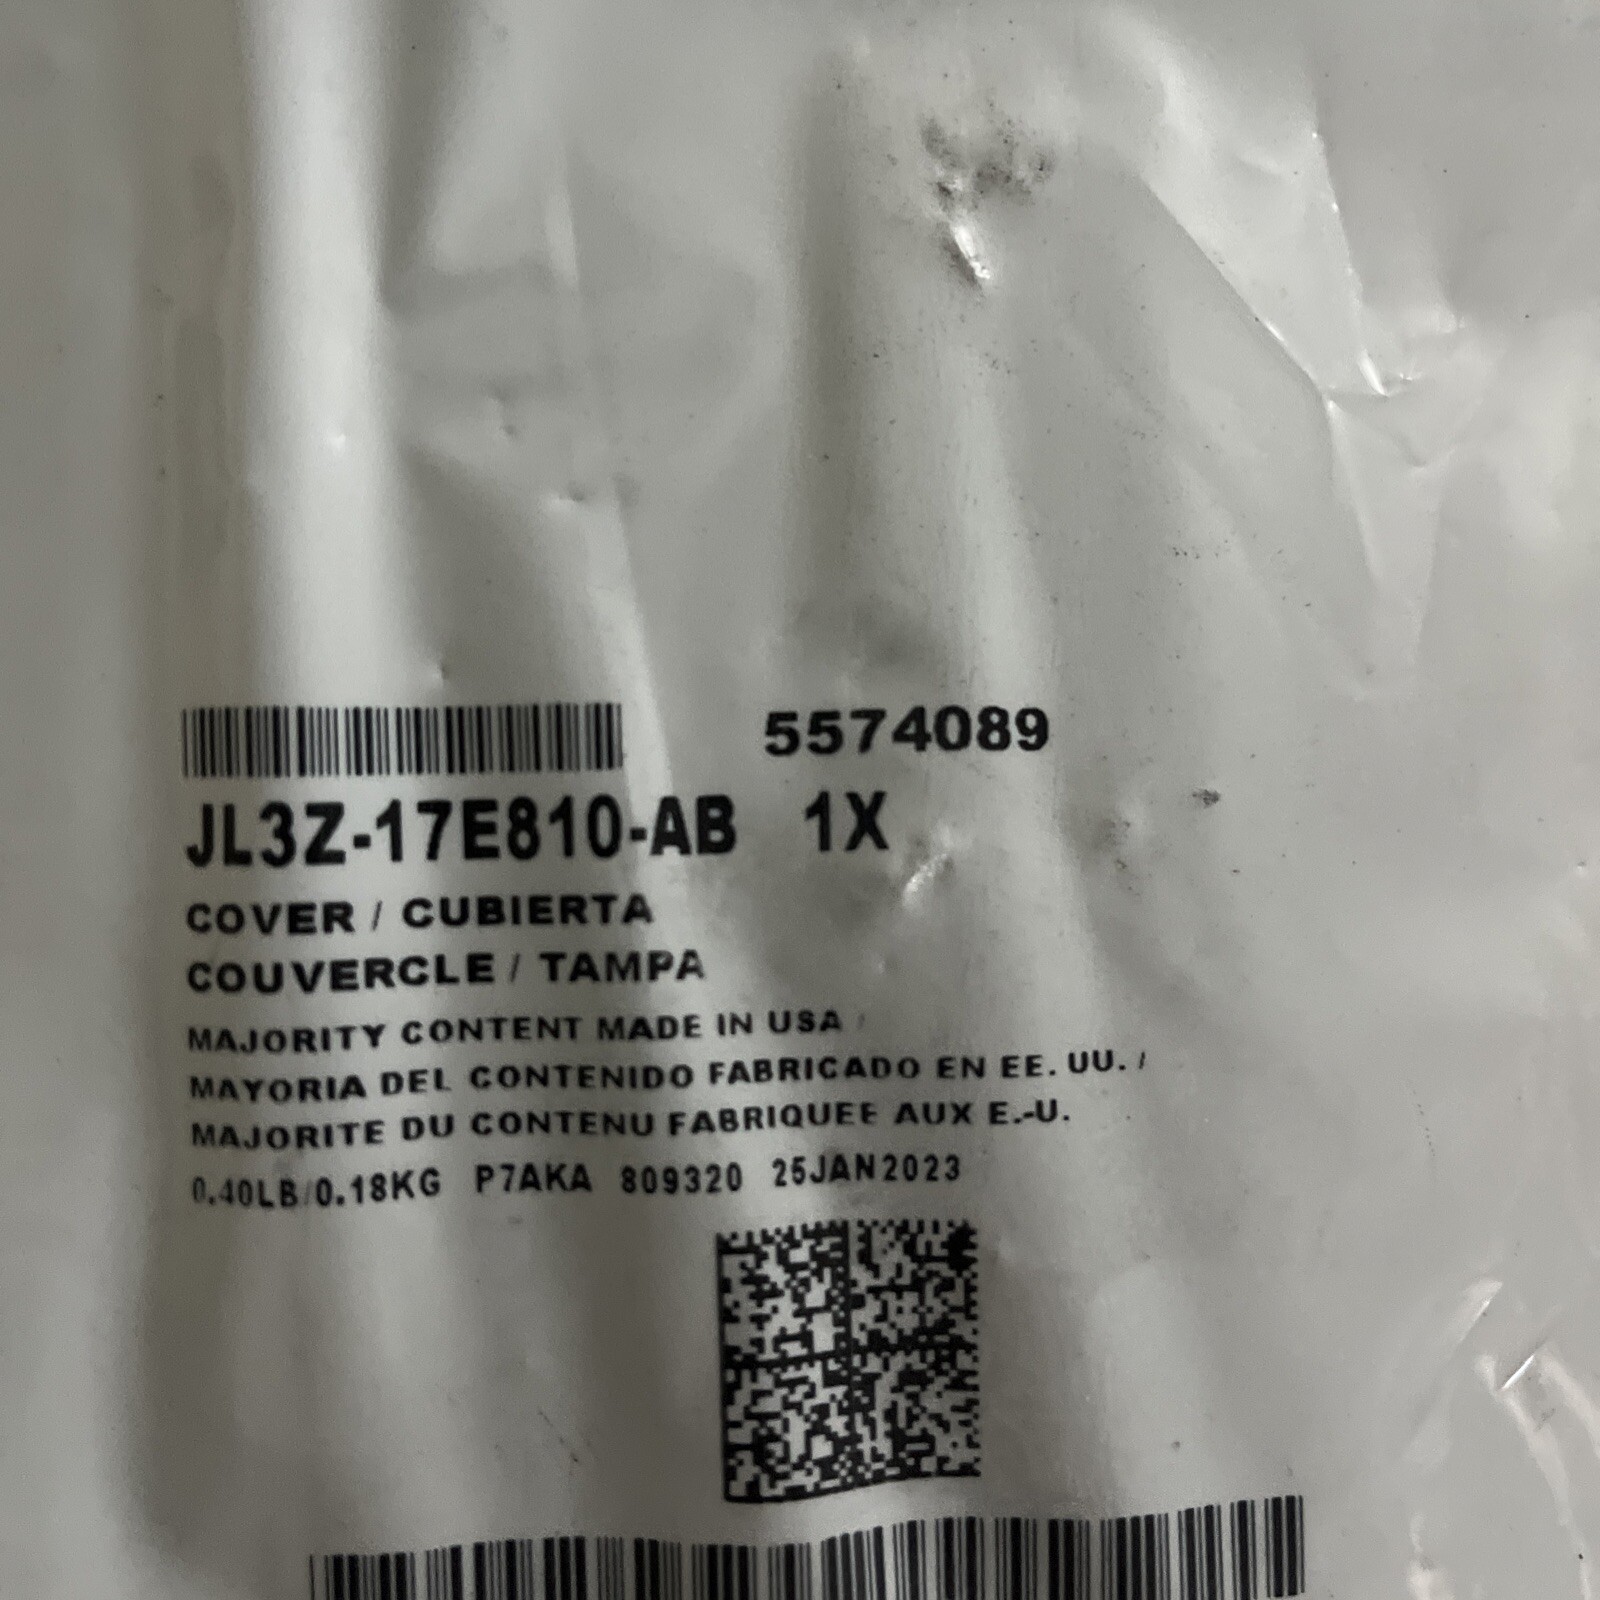 5574089
JL3Z-17E810-AB 1X
COVER / CUBIERTA
COUVERCLE / TAMPA
MAJORITY CONTENT MADE IN USA /
MAYORIA DEL CONTENIDO FABRICADO EN EE. UU. /
MAJORITE DU CONTENU FABRIQUEE AUX E.-U.
0.40LB/0.18KG P7AKA 809320 25JAN2023